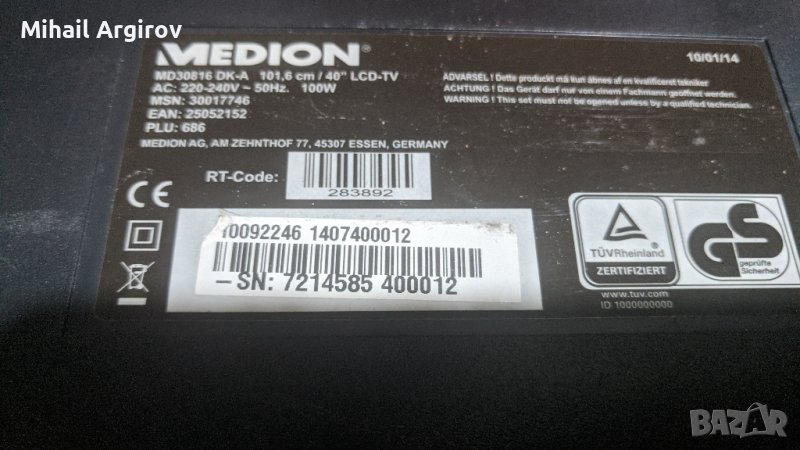 Mihail Argirov
MEDION®
10/01/14
MD30816 DK-A 101,6 cm / 40" LCD-TV
AC: 220-240V ~ 50Hz. 100W
MSN: 30017746
EAN: 25052152
PLU: 686
MEDION AG, AM ZEHNTHOF 77, 45307 ESSEN, GERMANY
ADVARSEL ! Dette produckt må kun åbnes af en kvalificeret tekniker
ACHTUNG ! Das Gerät darf nur von einem Fachmann geöffnet werden.
WARNING ! This set must not be opened unless by a qualified technician.
RT-Code:
283892
CE
10092246 1407400012
-SN: 7214585 400012
TÜVRheinland
ZERTIFIZIERT
www.tuv.com
ID 1000000000
GS
geprüfte
Sicherheit
BAZAR